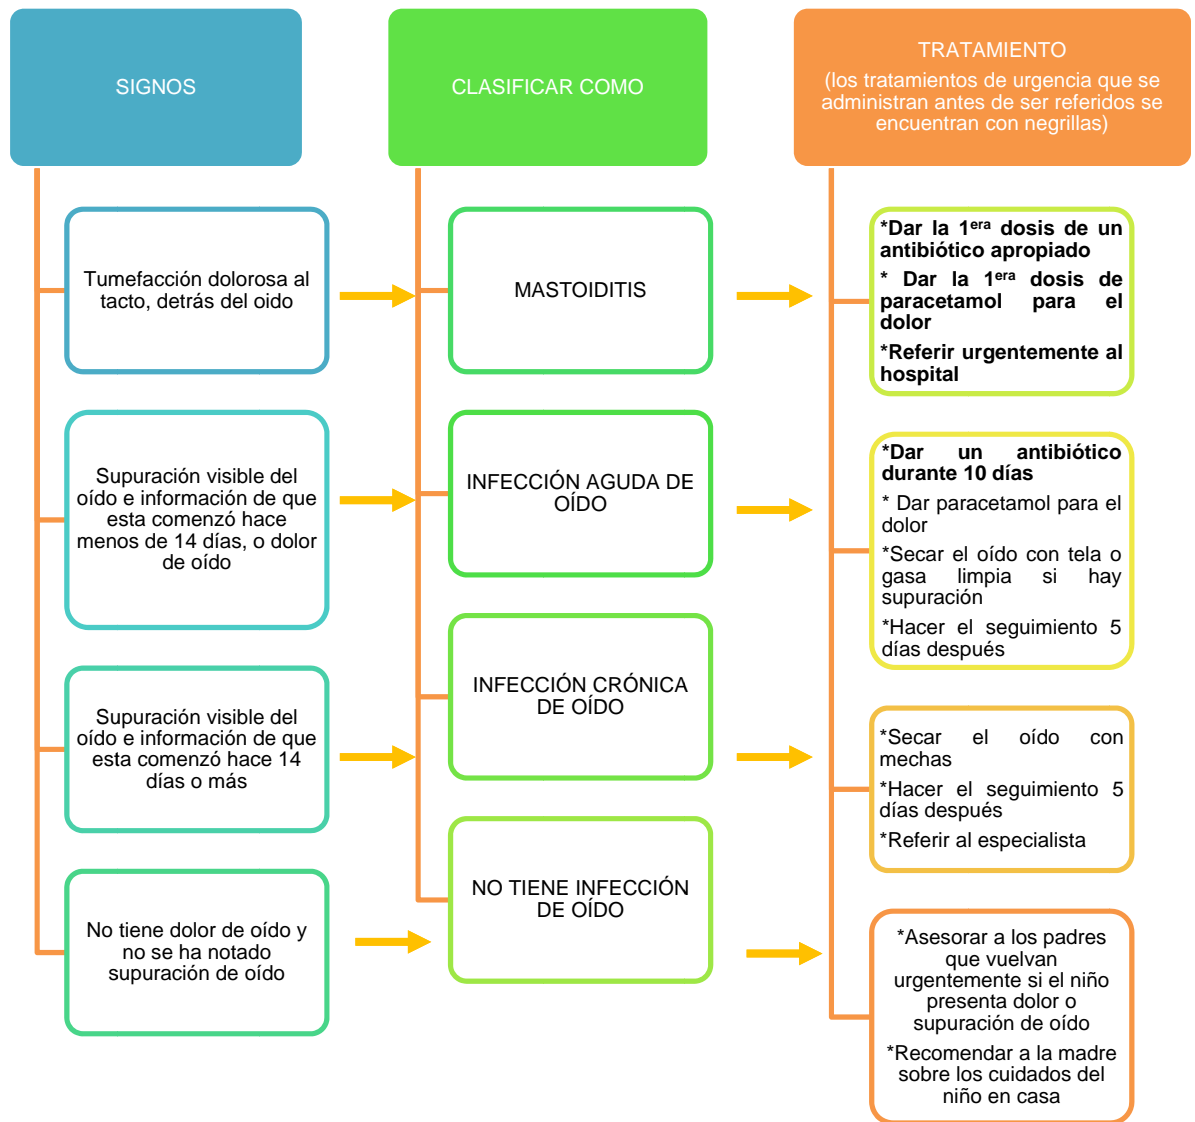 SIGNOS
CLASIFICAR COMO
TRATAMIENTO
(los tratamientos de urgencia que se
administran antes de ser referidos se
encuentran con negrillas)
Tumefacción dolorosa al
tacto, detrás del oido
MASTOIDITIS
*Dar la 1era dosis de un
antibiótico apropiado
* Dar la 1era dosis de
paracetamol para el
dolor
*Referir urgentemente al
hospital
Supuración visible del
oído e información de que
esta comenzó hace
menos de 14 días, o dolor
de oído
INFECCIÓN AGUDA DE
OÍDO
*Dar un antibiótico
durante 10 días
* Dar paracetamol para el
dolor
*Secar el oído con tela o
gasa limpia si hay
supuración
*Hacer el seguimiento 5
días después
Supuración visible del
oído e información de que
esta comenzó hace 14
días o más
INFECCIÓN CRÓNICA
DE OÍDO
*Secar el oído con
mechas
*Hacer el seguimiento 5
días después
*Referir al especialista
No tiene dolor de oído y
no se ha notado
supuración de oído
NO TIENE INFECCIÓN
DE OÍDO
*Asesorar a los padres
que vuelvan
urgentemente si el niño
presenta dolor o
supuración de oído
*Recomendar a la madre
sobre los cuidados del
niño en casa